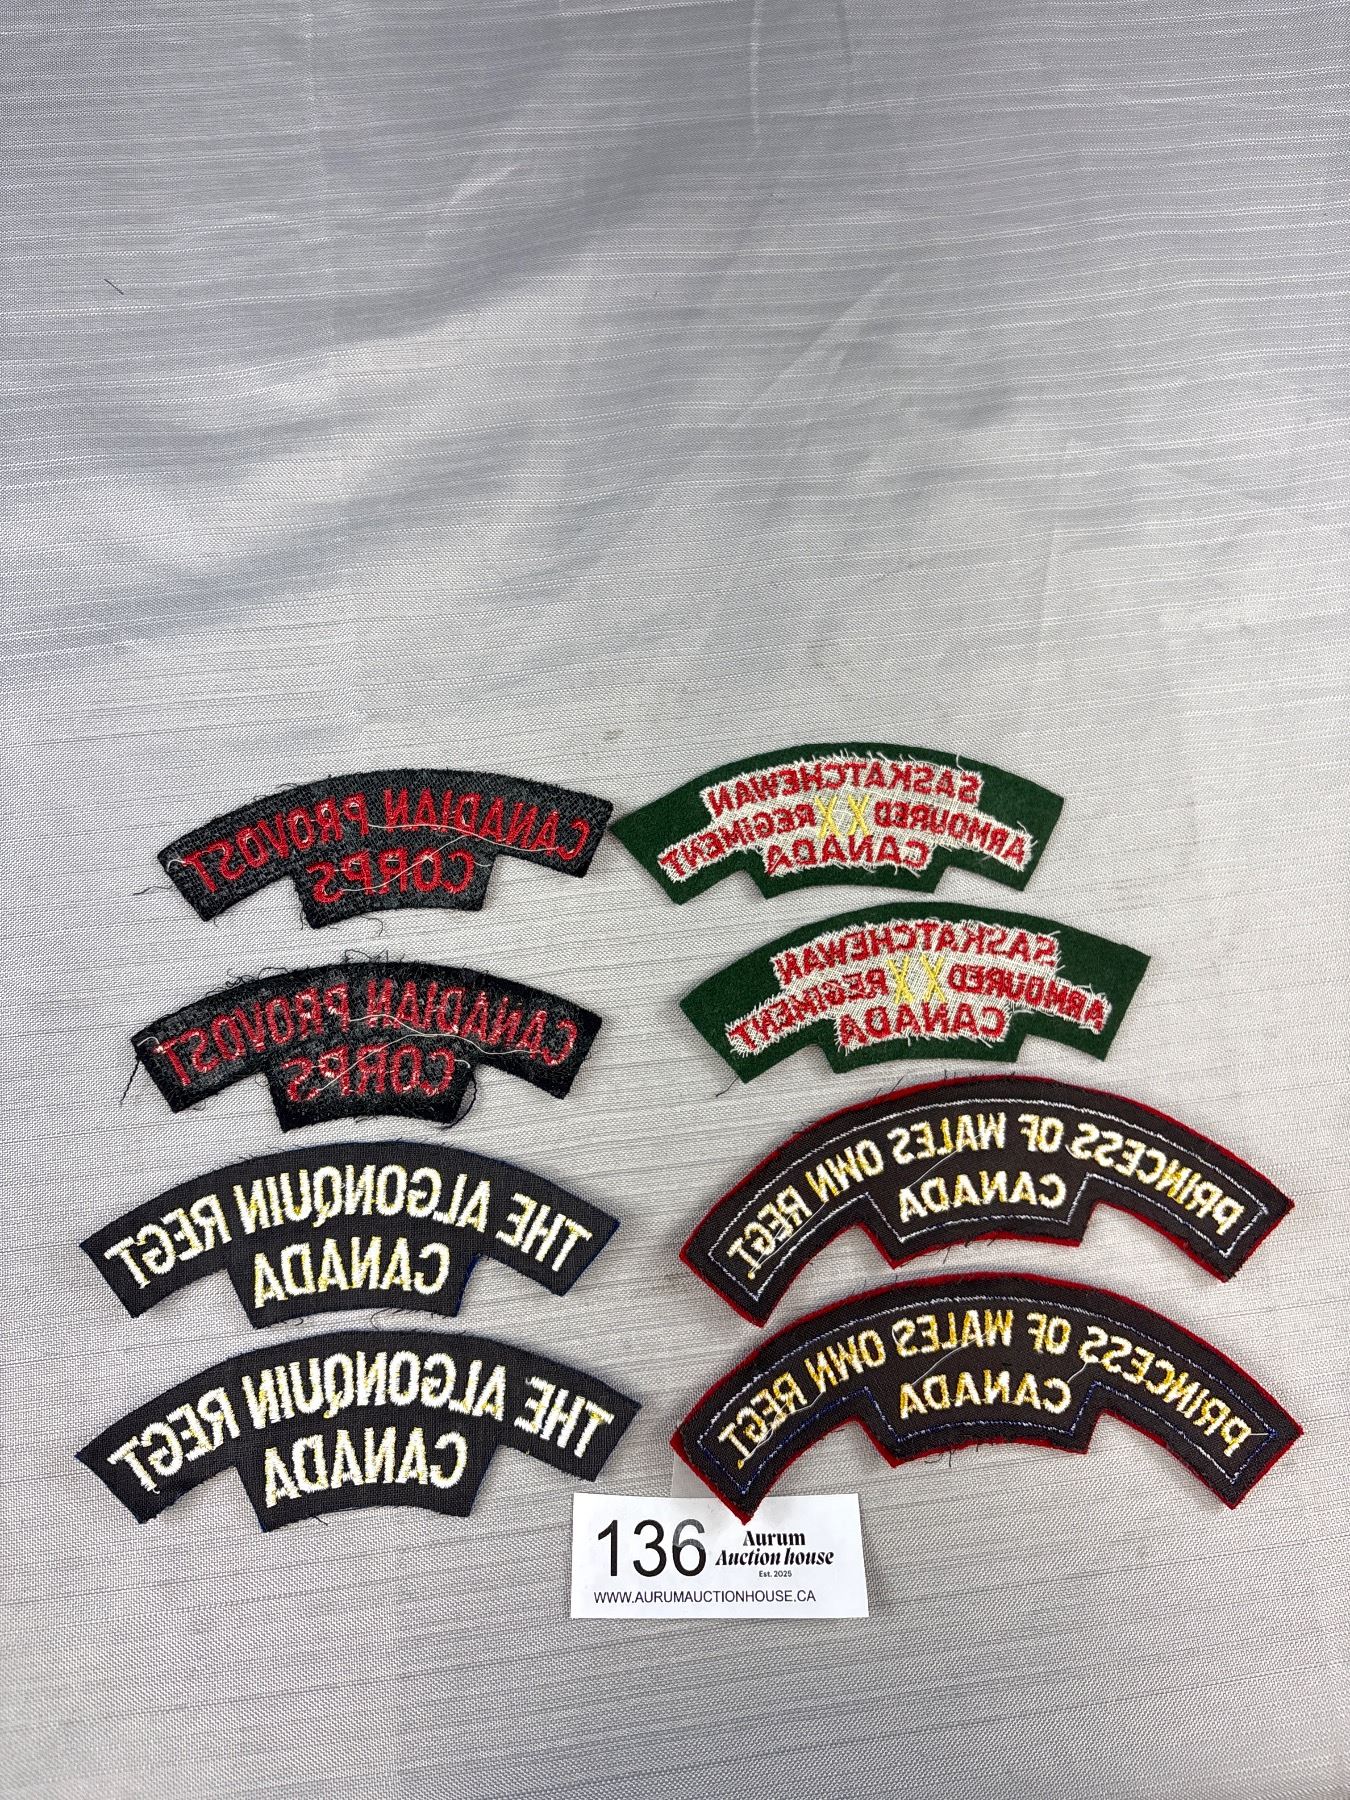 CANADIAN PROVOST
CORPS
SASKATCHEWAN
ARMOURED XX REGIMENT
CANADA
CANADIAN PROVOST
CORPS
SASKATCHEWAN
ARMOURED XX REGIMENT
CANADA
THE ALGONQUIN REGT
CANADA
PRINCESS OF WALES OWN REGT
CANADA
THE ALGONQUIN REGT
CANADA
PRINCESS OF WALES OWN REGT
CANADA
136
Aurum
Auction house
Est. 2025
WWW.AURUMAUCTIONHOUSE.CA